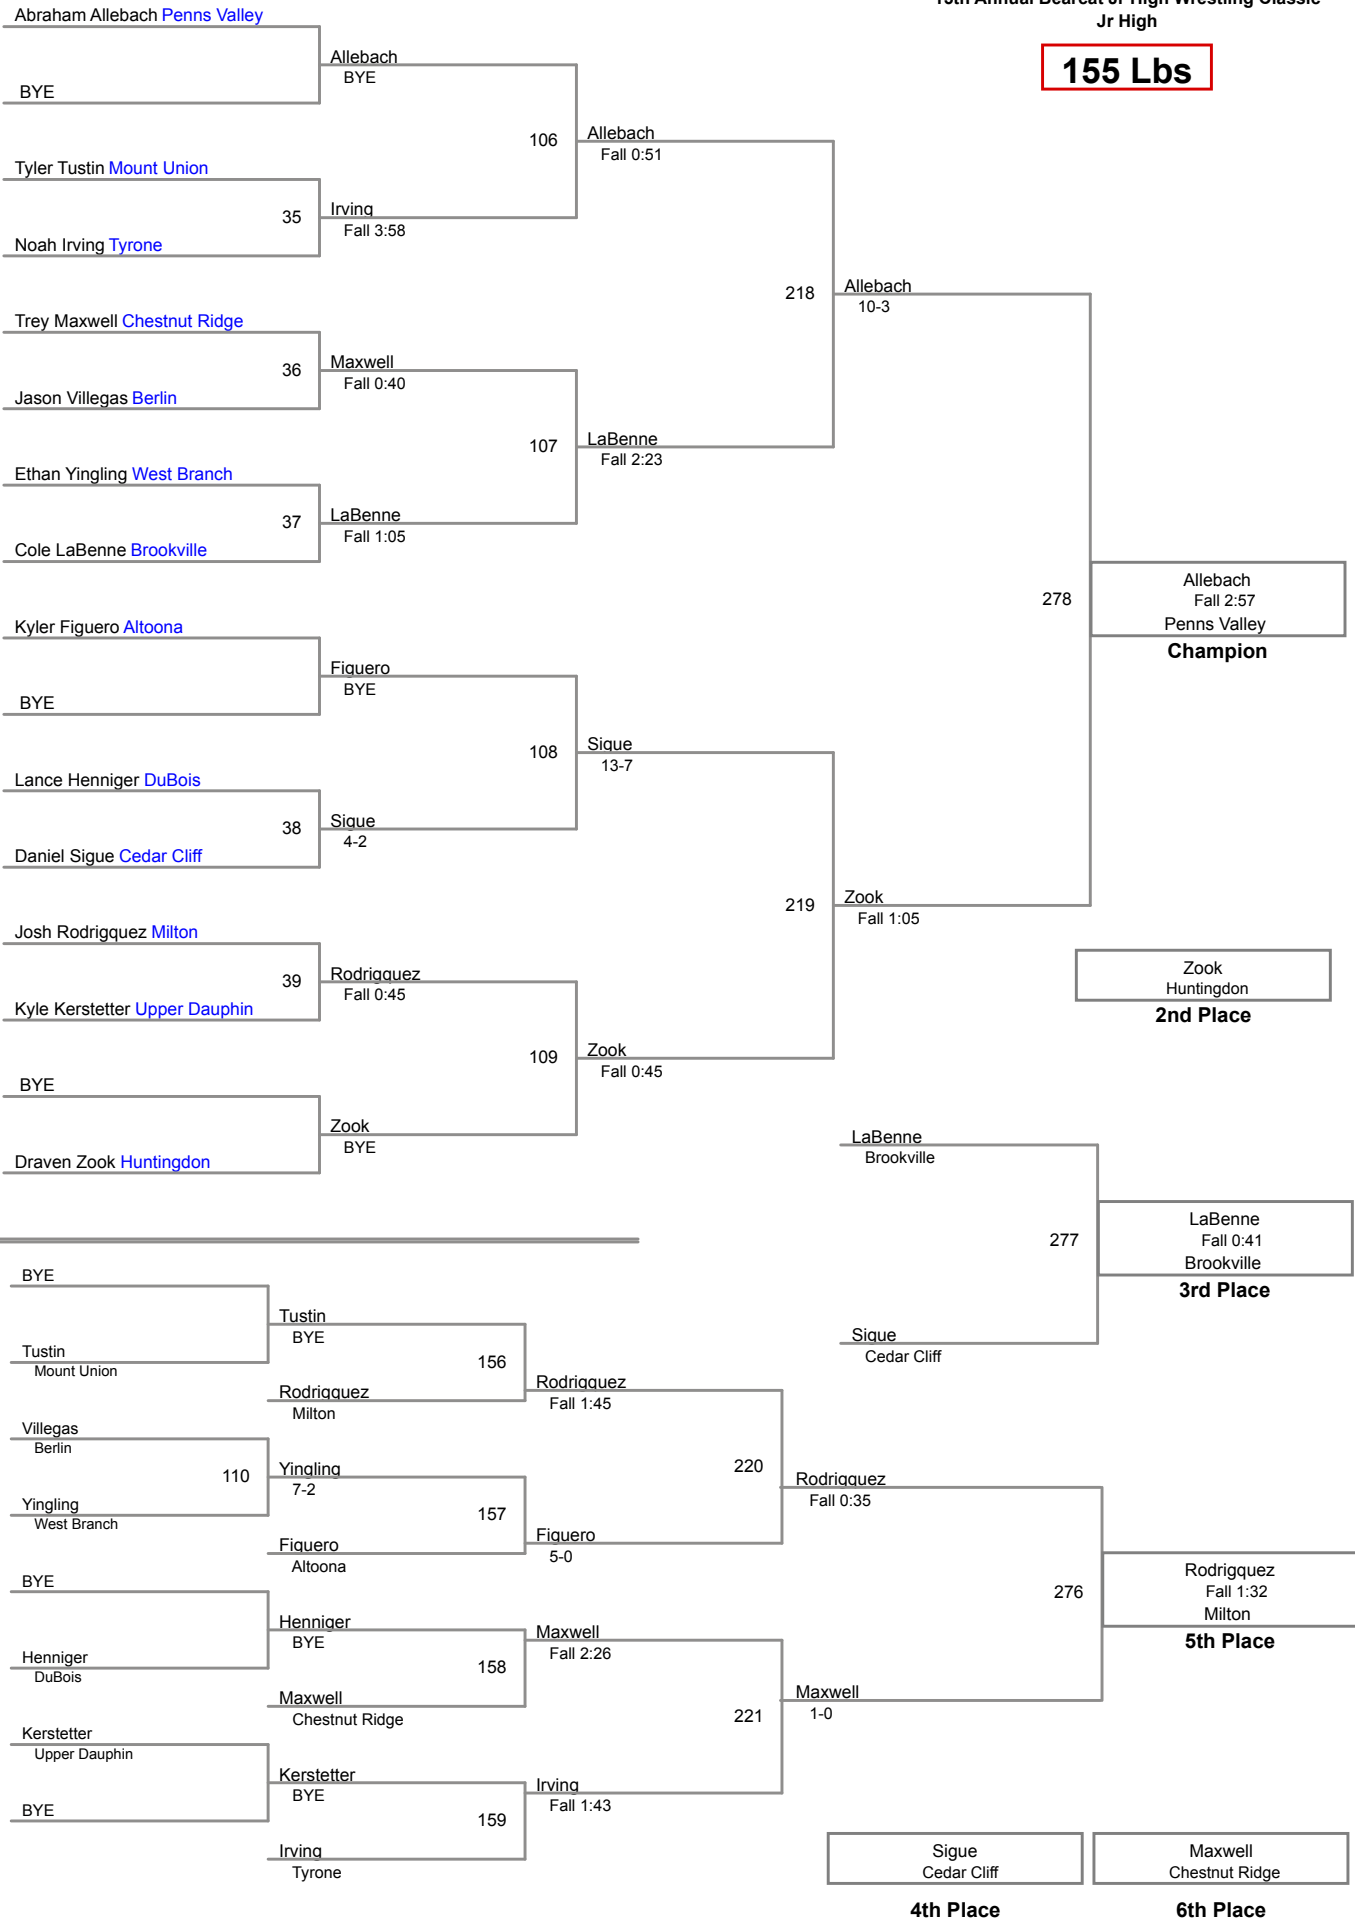 15th Annual Bearcat Jr High Wrestling Classic
Jr High
155 Lbs
Abraham Allebach Penns Valley
BYE
Tyler Tustin Mount Union
Noah Irving Tyrone
Trey Maxwell Chestnut Ridge
Jason Villegas Berlin
Ethan Yingling West Branch
Cole LaBenne Brookville
Kyler Figuero Altoona
BYE
Lance Henniger DuBois
Daniel Sigue Cedar Cliff
Josh Rodrigquez Milton
Kyle Kerstetter Upper Dauphin
BYE
Draven Zook Huntingdon
35
36
37
38
39
Allebach
BYE
Irving
Fall 3:58
Maxwell
Fall 0:40
LaBenne
Fall 1:05
Figuero
BYE
Sigue
4-2
Rodrigquez
Fall 0:45
Zook
BYE
106
107
108
109
Allebach
Fall 0:51
LaBenne
Fall 2:23
Sigue
13-7
Zook
Fall 0:45
218
219
Allebach
10-3
Zook
Fall 1:05
278
Allebach
Fall 2:57
Penns Valley
Champion
Zook
Huntingdon
2nd Place
LaBenne
Brookville
Sigue
Cedar Cliff
277
LaBenne
Fall 0:41
Brookville
3rd Place
BYE
Tustin
Mount Union
Villegas
Berlin
Yingling
West Branch
BYE
Henniger
DuBois
Kerstetter
Upper Dauphin
BYE
110
Tustin
BYE
Rodrigquez
Milton
Yingling
7-2
Figuero
Altoona
Henniger
BYE
Maxwell
Chestnut Ridge
Kerstetter
BYE
Irving
Tyrone
156
157
158
159
Rodrigquez
Fall 1:45
Figuero
5-0
Maxwell
Fall 2:26
Irving
Fall 1:43
220
221
Rodrigquez
Fall 0:35
Maxwell
1-0
276
Rodrigquez
Fall 1:32
Milton
5th Place
Sigue
Cedar Cliff
4th Place
Maxwell
Chestnut Ridge
6th Place